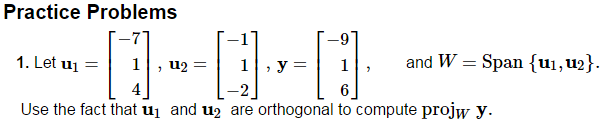 Practice Problems
1. Let u₁ = [−7 1 4], u₂ = [−1 1 −2], y = [−9 1 6], and W = Span {u₁, u₂}.
Use the fact that u₁ and u₂ are orthogonal to compute projw y.